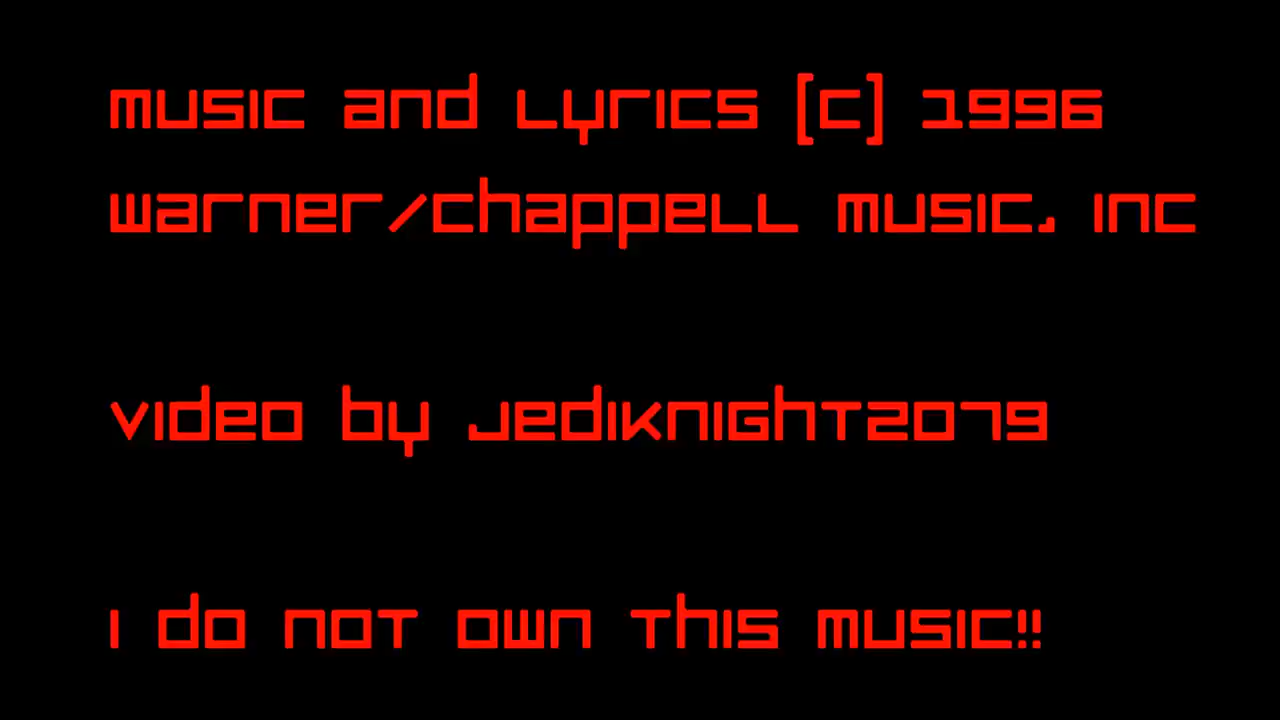 music and lyrics [c] 1996
warner/chappell music, inc
video by jediknight2079
I do not own this music!!